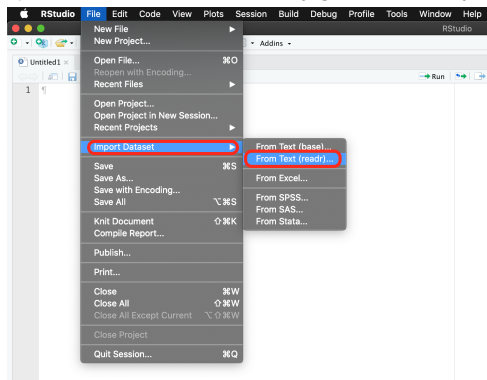 RStudio File Edit Code View Plots Session Build Debug Profile Tools Window Help
RStudio
Addins
Untitled1
Run
1 ¶
New File
New Project...
Open File... ⌘O
Reopen with Encoding...
Recent Files
Open Project...
Open Project in New Session...
Recent Projects
Import Dataset
From Text (base)...
From Text (readr)...
From Excel...
From SPSS...
From SAS...
From Stata...
Save ⌘S
Save As...
Save with Encoding...
Save All ⌥⌘S
Knit Document ⇧⌘K
Compile Report...
Publish...
Print...
Close ⌘W
Close All ⇧⌘W
Close All Except Current ⌥⇧⌘W
Close Project
Quit Session... ⌘Q